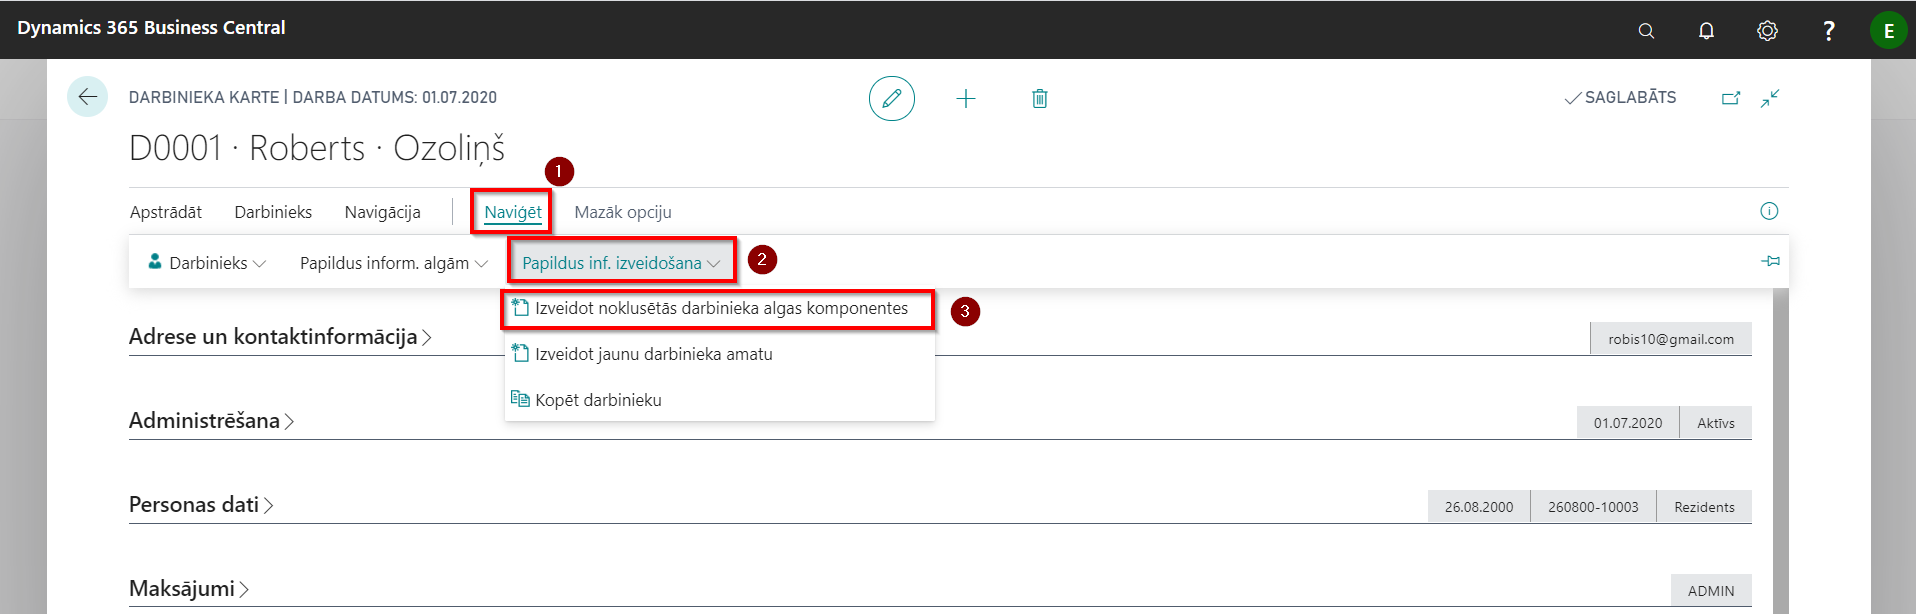 Dynamics 365 Business Central
?
E
DARBINIEKA KARTE | DARBA DATUMS: 01.07.2020
SAGLABĀTS
D0001 · Roberts · Ozoliņš
1
Apstrādāt Darbinieks Navigācija Naviģēt Mazāk opciju
Darbinieks Papildus inform. algām Papildus inf. izveidošana
2
Izveidot noklusētās darbinieka algas komponentes
3
Adrese un kontaktinformācija
robis10@gmail.com
Izveidot jaunu darbinieka amatu
Kopēt darbinieku
Administrēšana
01.07.2020 Aktīvs
Personas dati
26.08.2000 260800-10003 Rezidents
Maksājumi
ADMIN